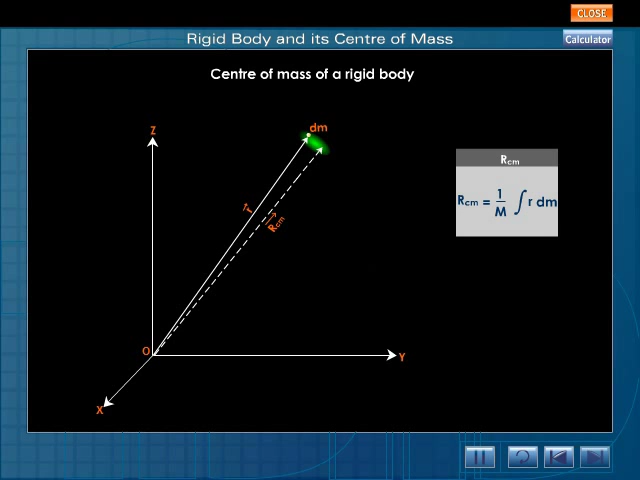 CLOSE
Rigid Body and its Centre of Mass
Calculator
Centre of mass of a rigid body
dm
Z
r
Rcm
O
Y
X
Rcm
Rcm = 1/M ∫ r dm